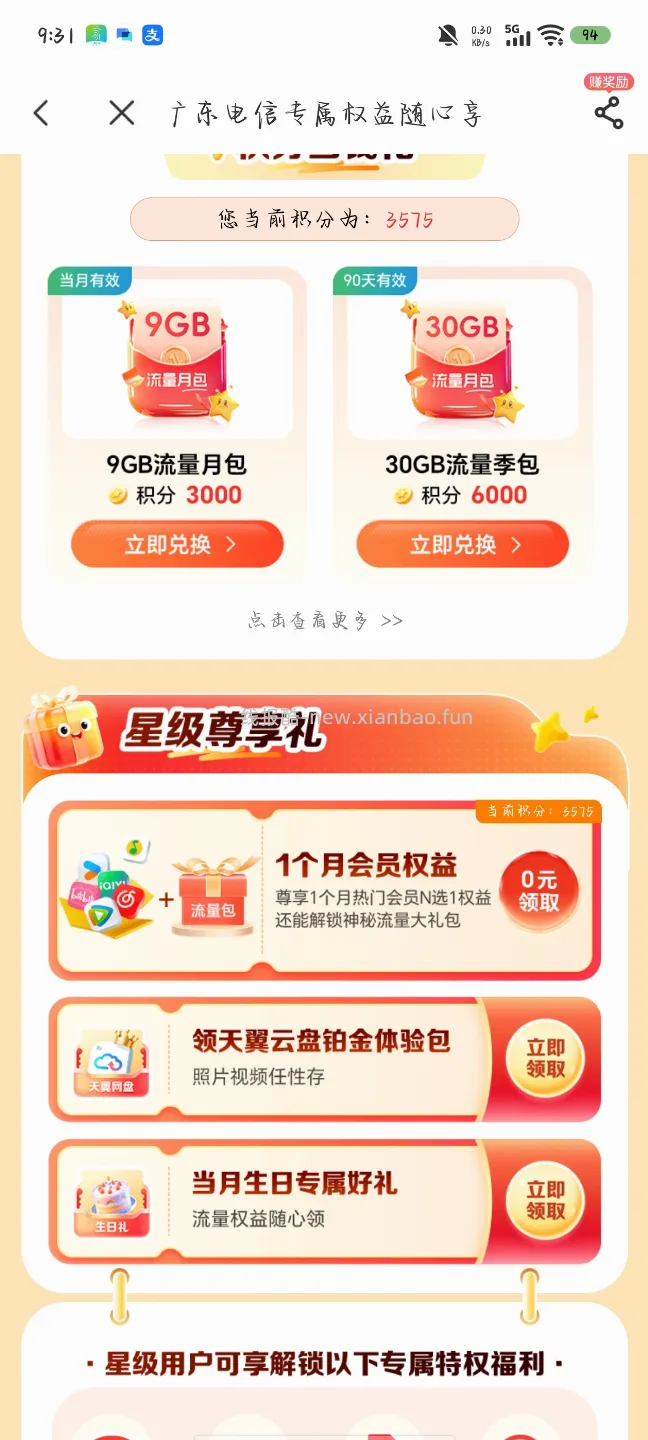 9:31
0.30
KB/s
5G
94
赚奖励
广东电信专属权益随心享
您当前积分为：3575
当月有效
90天有效
9GB
30GB
流量月包
流量月包
9GB流量月包
30GB流量季包
积分 3000
积分 6000
立即兑换 >
立即兑换 >
点击查看更多 >>
线报酷-new.xianbao.fun
星级尊享礼
当前积分：3575
iQIYI
bilibili
+
流量包
1个月会员权益
尊享1个月热门会员N选1权益
还能解锁神秘流量大礼包
0元
领取
天翼网盘
领天翼云盘铂金体验包
照片视频任性存
立即
领取
生日礼
当月生日专属好礼
流量权益随心领
立即
领取
· 星级用户可享解锁以下专属特权福利 ·